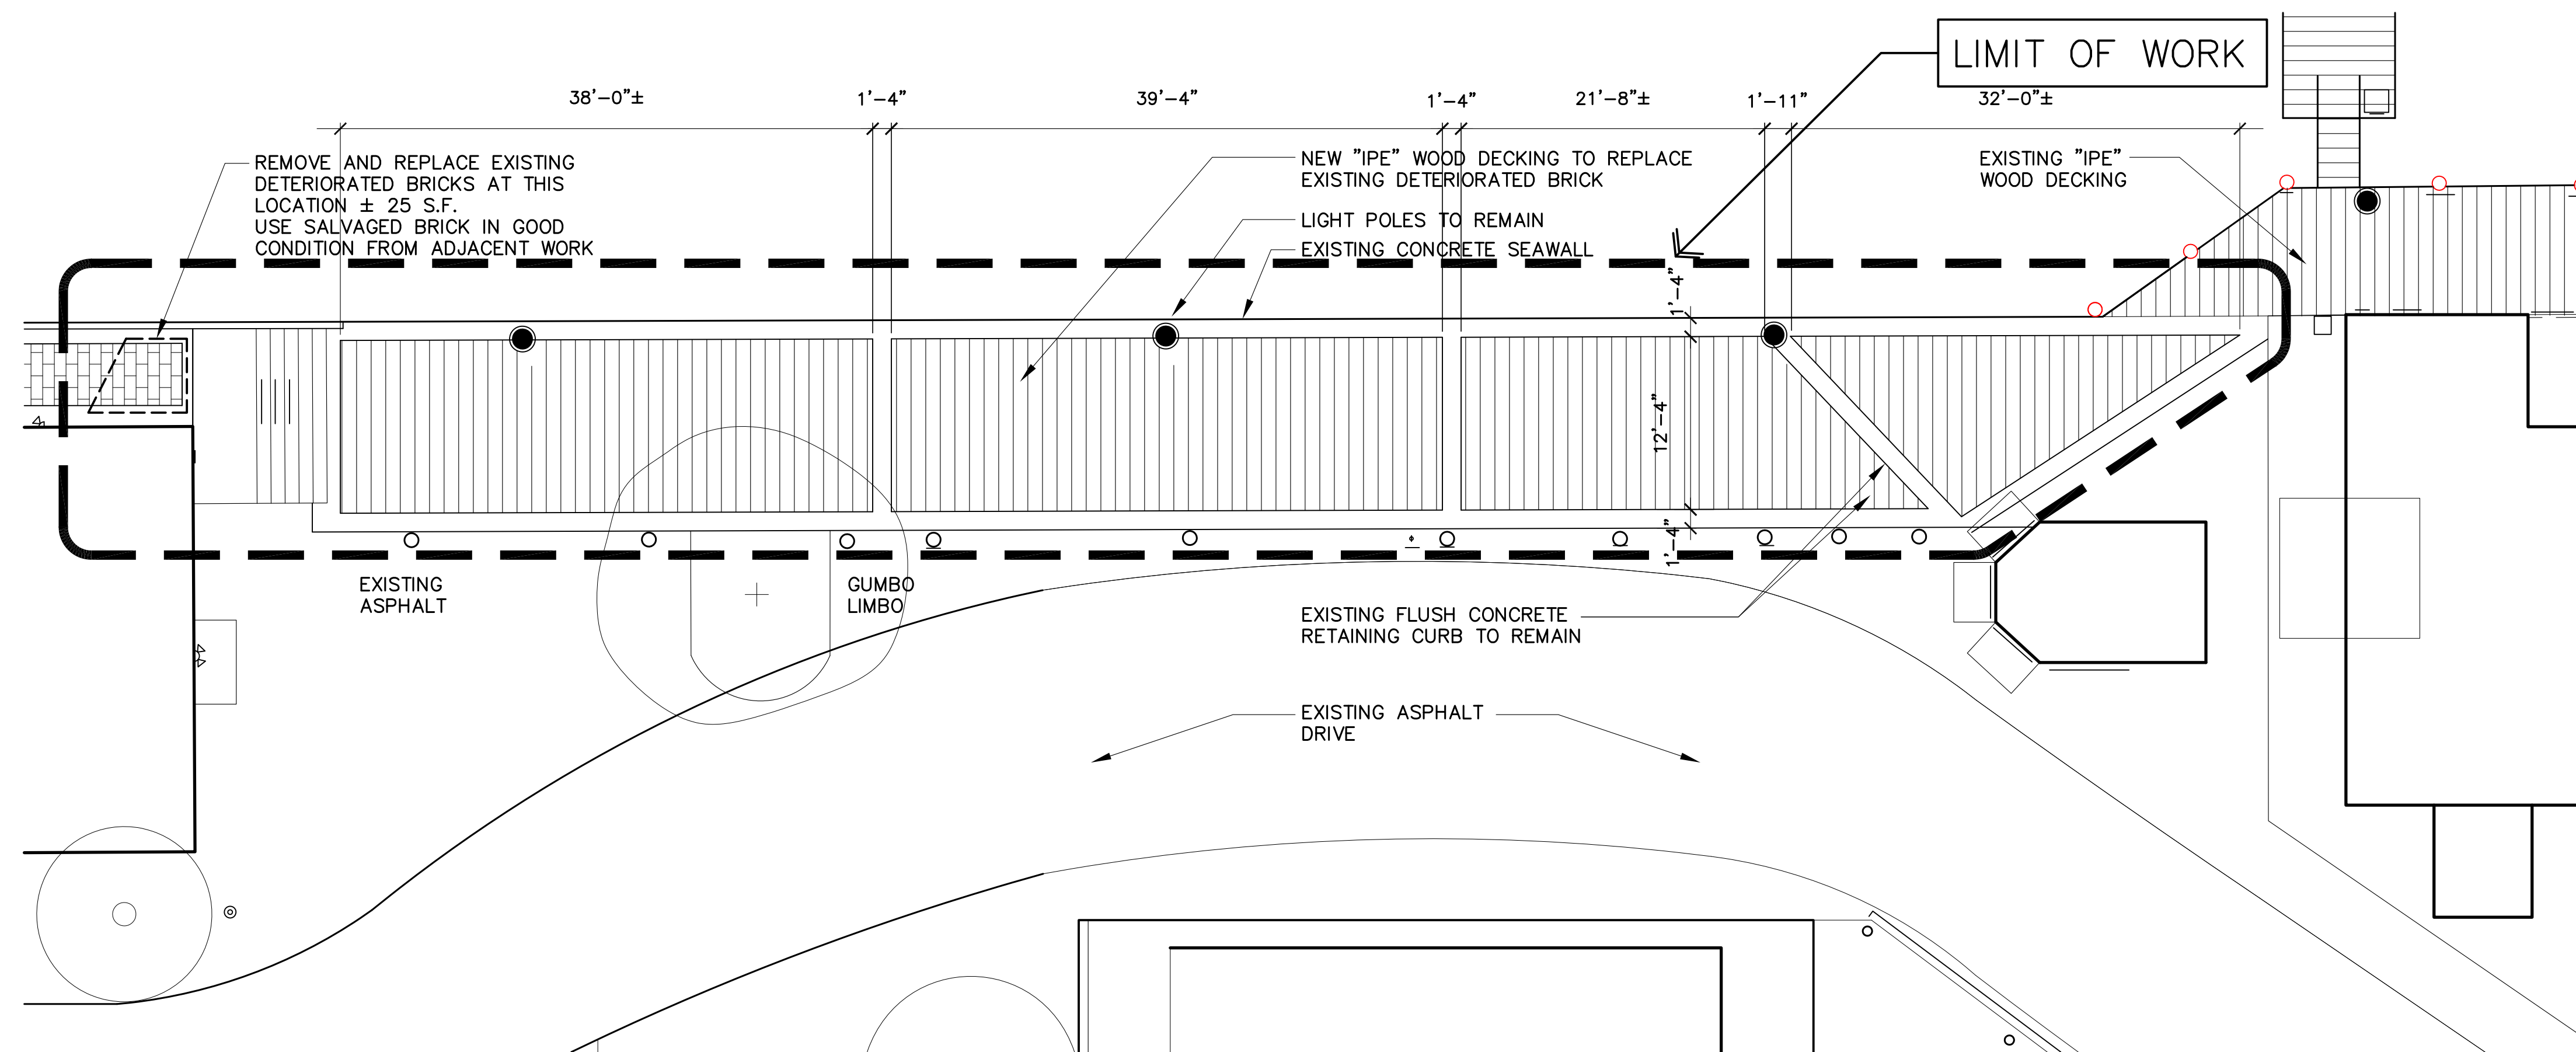 LIMIT OF WORK
38'-0"±
1'-4"
39'-4"
1'-4"
21'-8"±
1'-11"
32'-0"±
REMOVE AND REPLACE EXISTING
DETERIORATED BRICKS AT THIS
LOCATION ± 25 S.F.
USE SALVAGED BRICK IN GOOD
CONDITION FROM ADJACENT WORK
NEW "IPE" WOOD DECKING TO REPLACE
EXISTING DETERIORATED BRICK
LIGHT POLES TO REMAIN
EXISTING CONCRETE SEAWALL
EXISTING "IPE"
WOOD DECKING
1'-4"
12'-4"
1'-4"
EXISTING
ASPHALT
GUMBO
LIMBO
EXISTING FLUSH CONCRETE
RETAINING CURB TO REMAIN
EXISTING ASPHALT
DRIVE